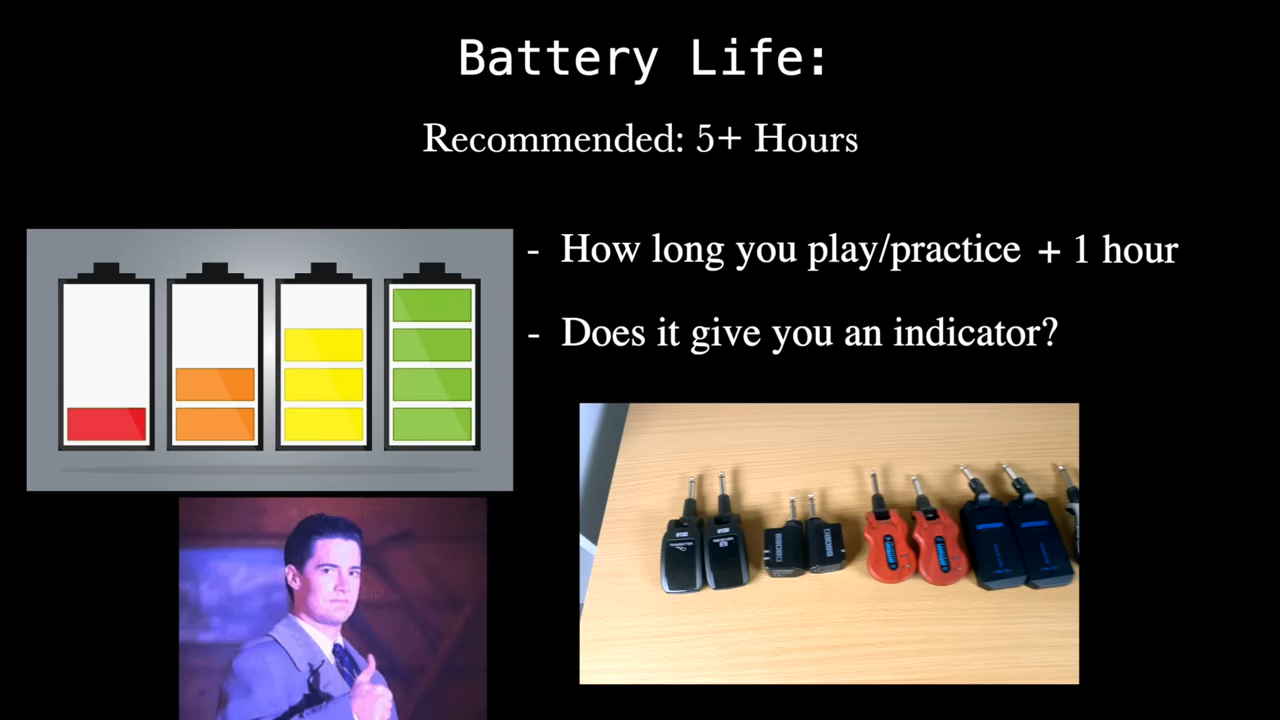 Battery Life:
Recommended: 5+ Hours
- How long you play/practice + 1 hour
- Does it give you an indicator?